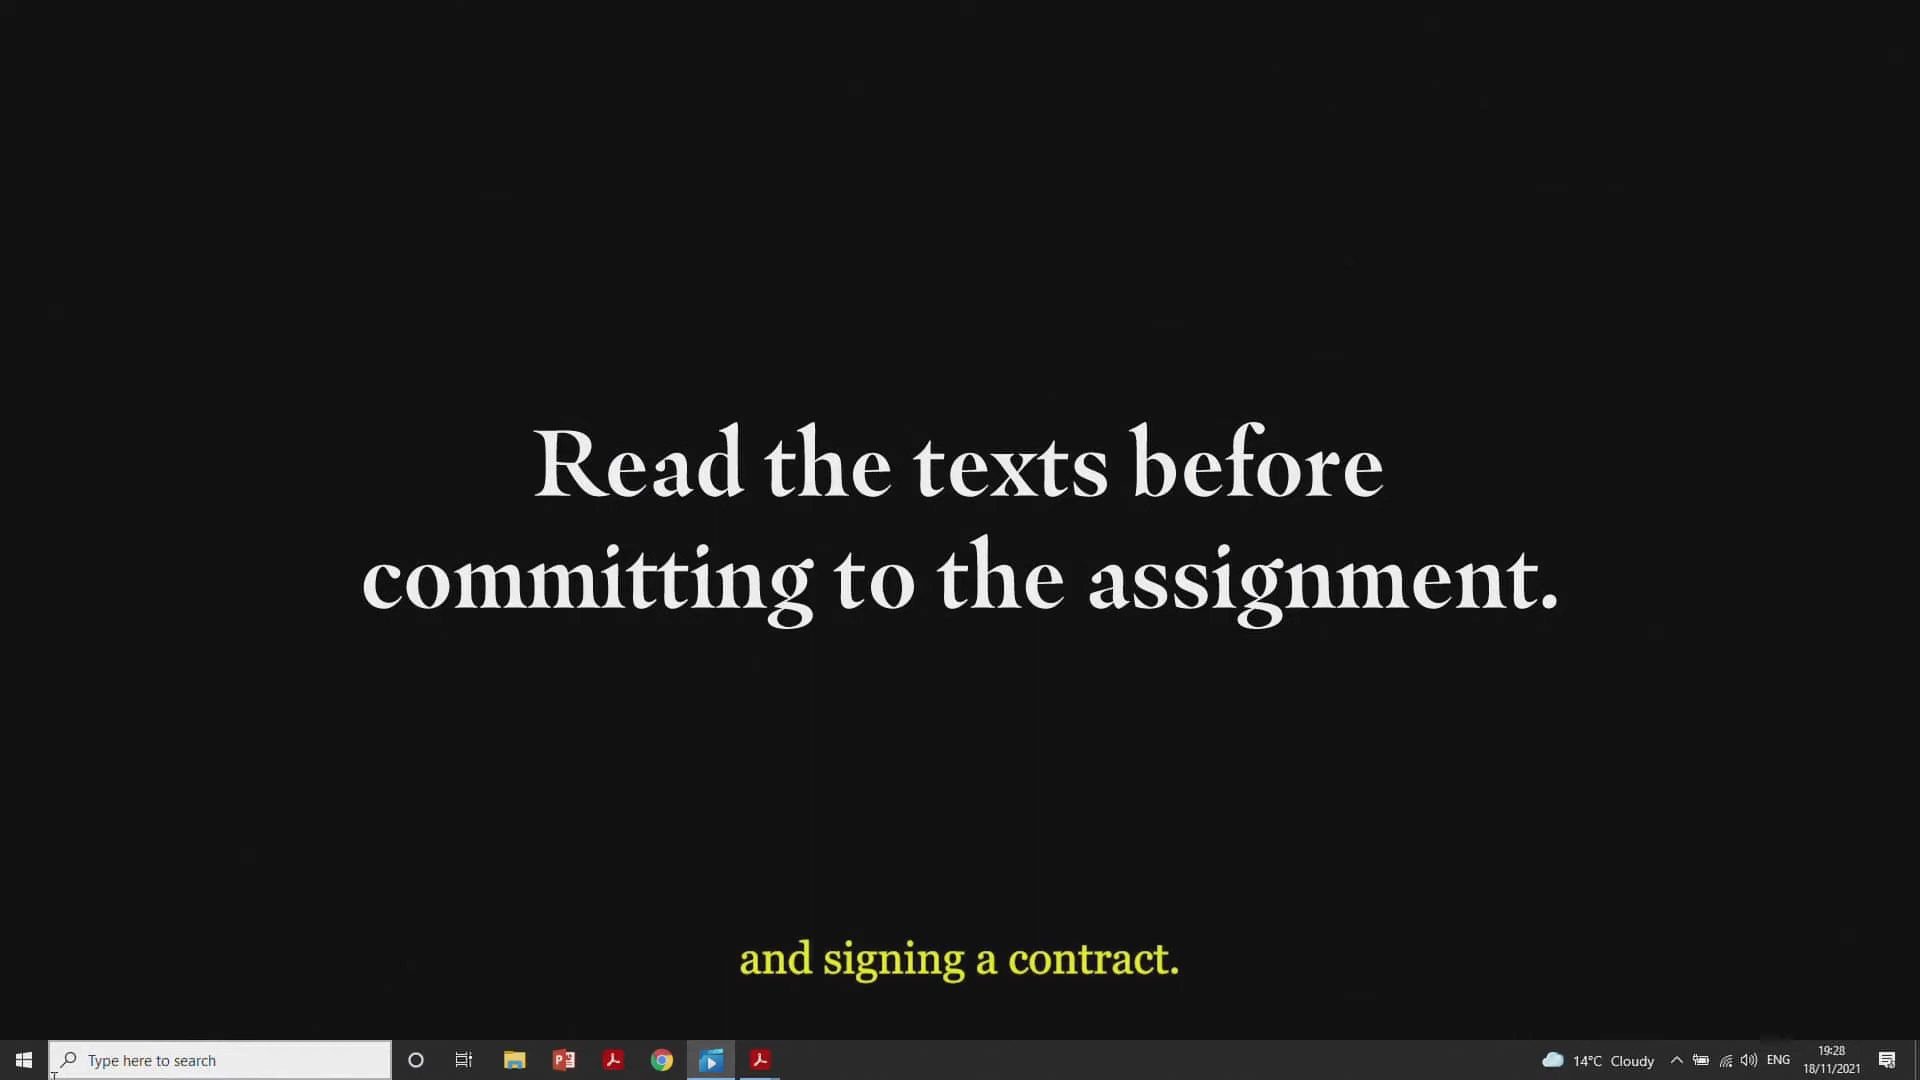 Read the texts before
committing to the assignment.
and signing a contract.
Type here to search
14°C Cloudy
ENG
19:28
18/11/2021